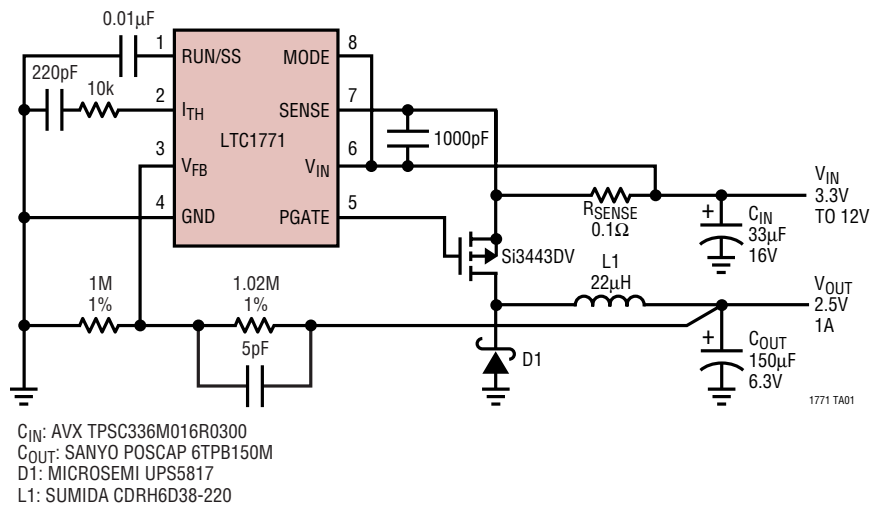 0.01µF
1
RUN/SS
MODE
8
220pF
10k
2
ITH
SENSE
7
LTC1771
1000pF
3
VFB
VIN
6
4
GND
PGATE
5
RSENSE
0.1Ω
VIN
3.3V
TO 12V
+
CIN
33µF
16V
Si3443DV
L1
22µH
1M
1%
1.02M
1%
5pF
VOUT
2.5V
1A
+
COUT
150µF
6.3V
D1
1771 TA01
CIN: AVX TPSC336M016R0300
COUT: SANYO POSCAP 6TPB150M
D1: MICROSEMI UPS5817
L1: SUMIDA CDRH6D38-220